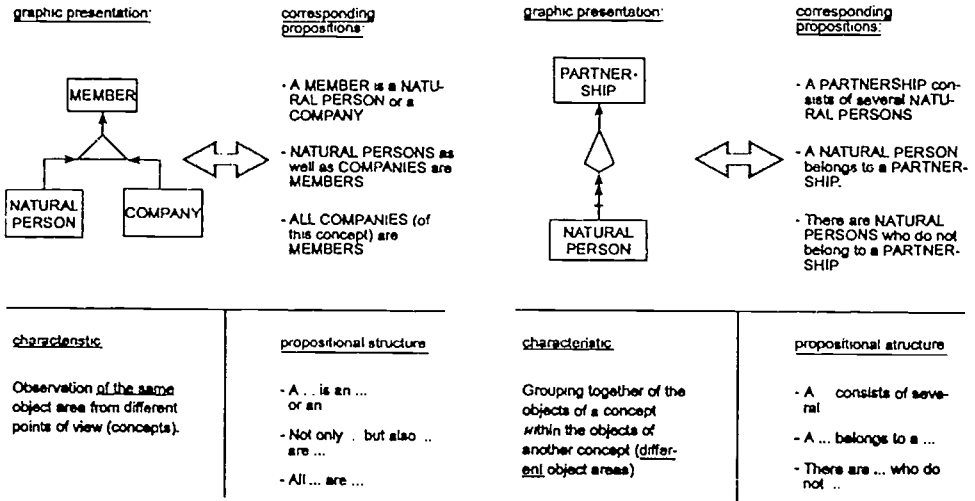 graphic presentation:
corresponding
propositions:
MEMBER
NATURAL
PERSON
COMPANY
- A MEMBER is a NATU-
RAL PERSON or a
COMPANY
- NATURAL PERSONS as
well as COMPANIES are
MEMBERS
- ALL COMPANIES (of
this concept) are
MEMBERS
characteristic
Observation of the same
object area from different
points of view (concepts).
propositional structure
- A . . is an ...
or an
- Not only . but also ..
are ...
- All ... are ...
graphic presentation:
corresponding
propositions:
PARTNER-
SHIP
NATURAL
PERSON
- A PARTNERSHIP con-
sists of several NATU-
RAL PERSONS
- A NATURAL PERSON
belongs to a PARTNER-
SHIP.
- There are NATURAL
PERSONS who do not
belong to a PARTNER-
SHIP
characteristic
Grouping together of the
objects of a concept
within the objects of
another concept (differ-
ent object areas)
propositional structure
- A consists of seve-
ral
- A ... belongs to a ...
- There are ... who do
not ..